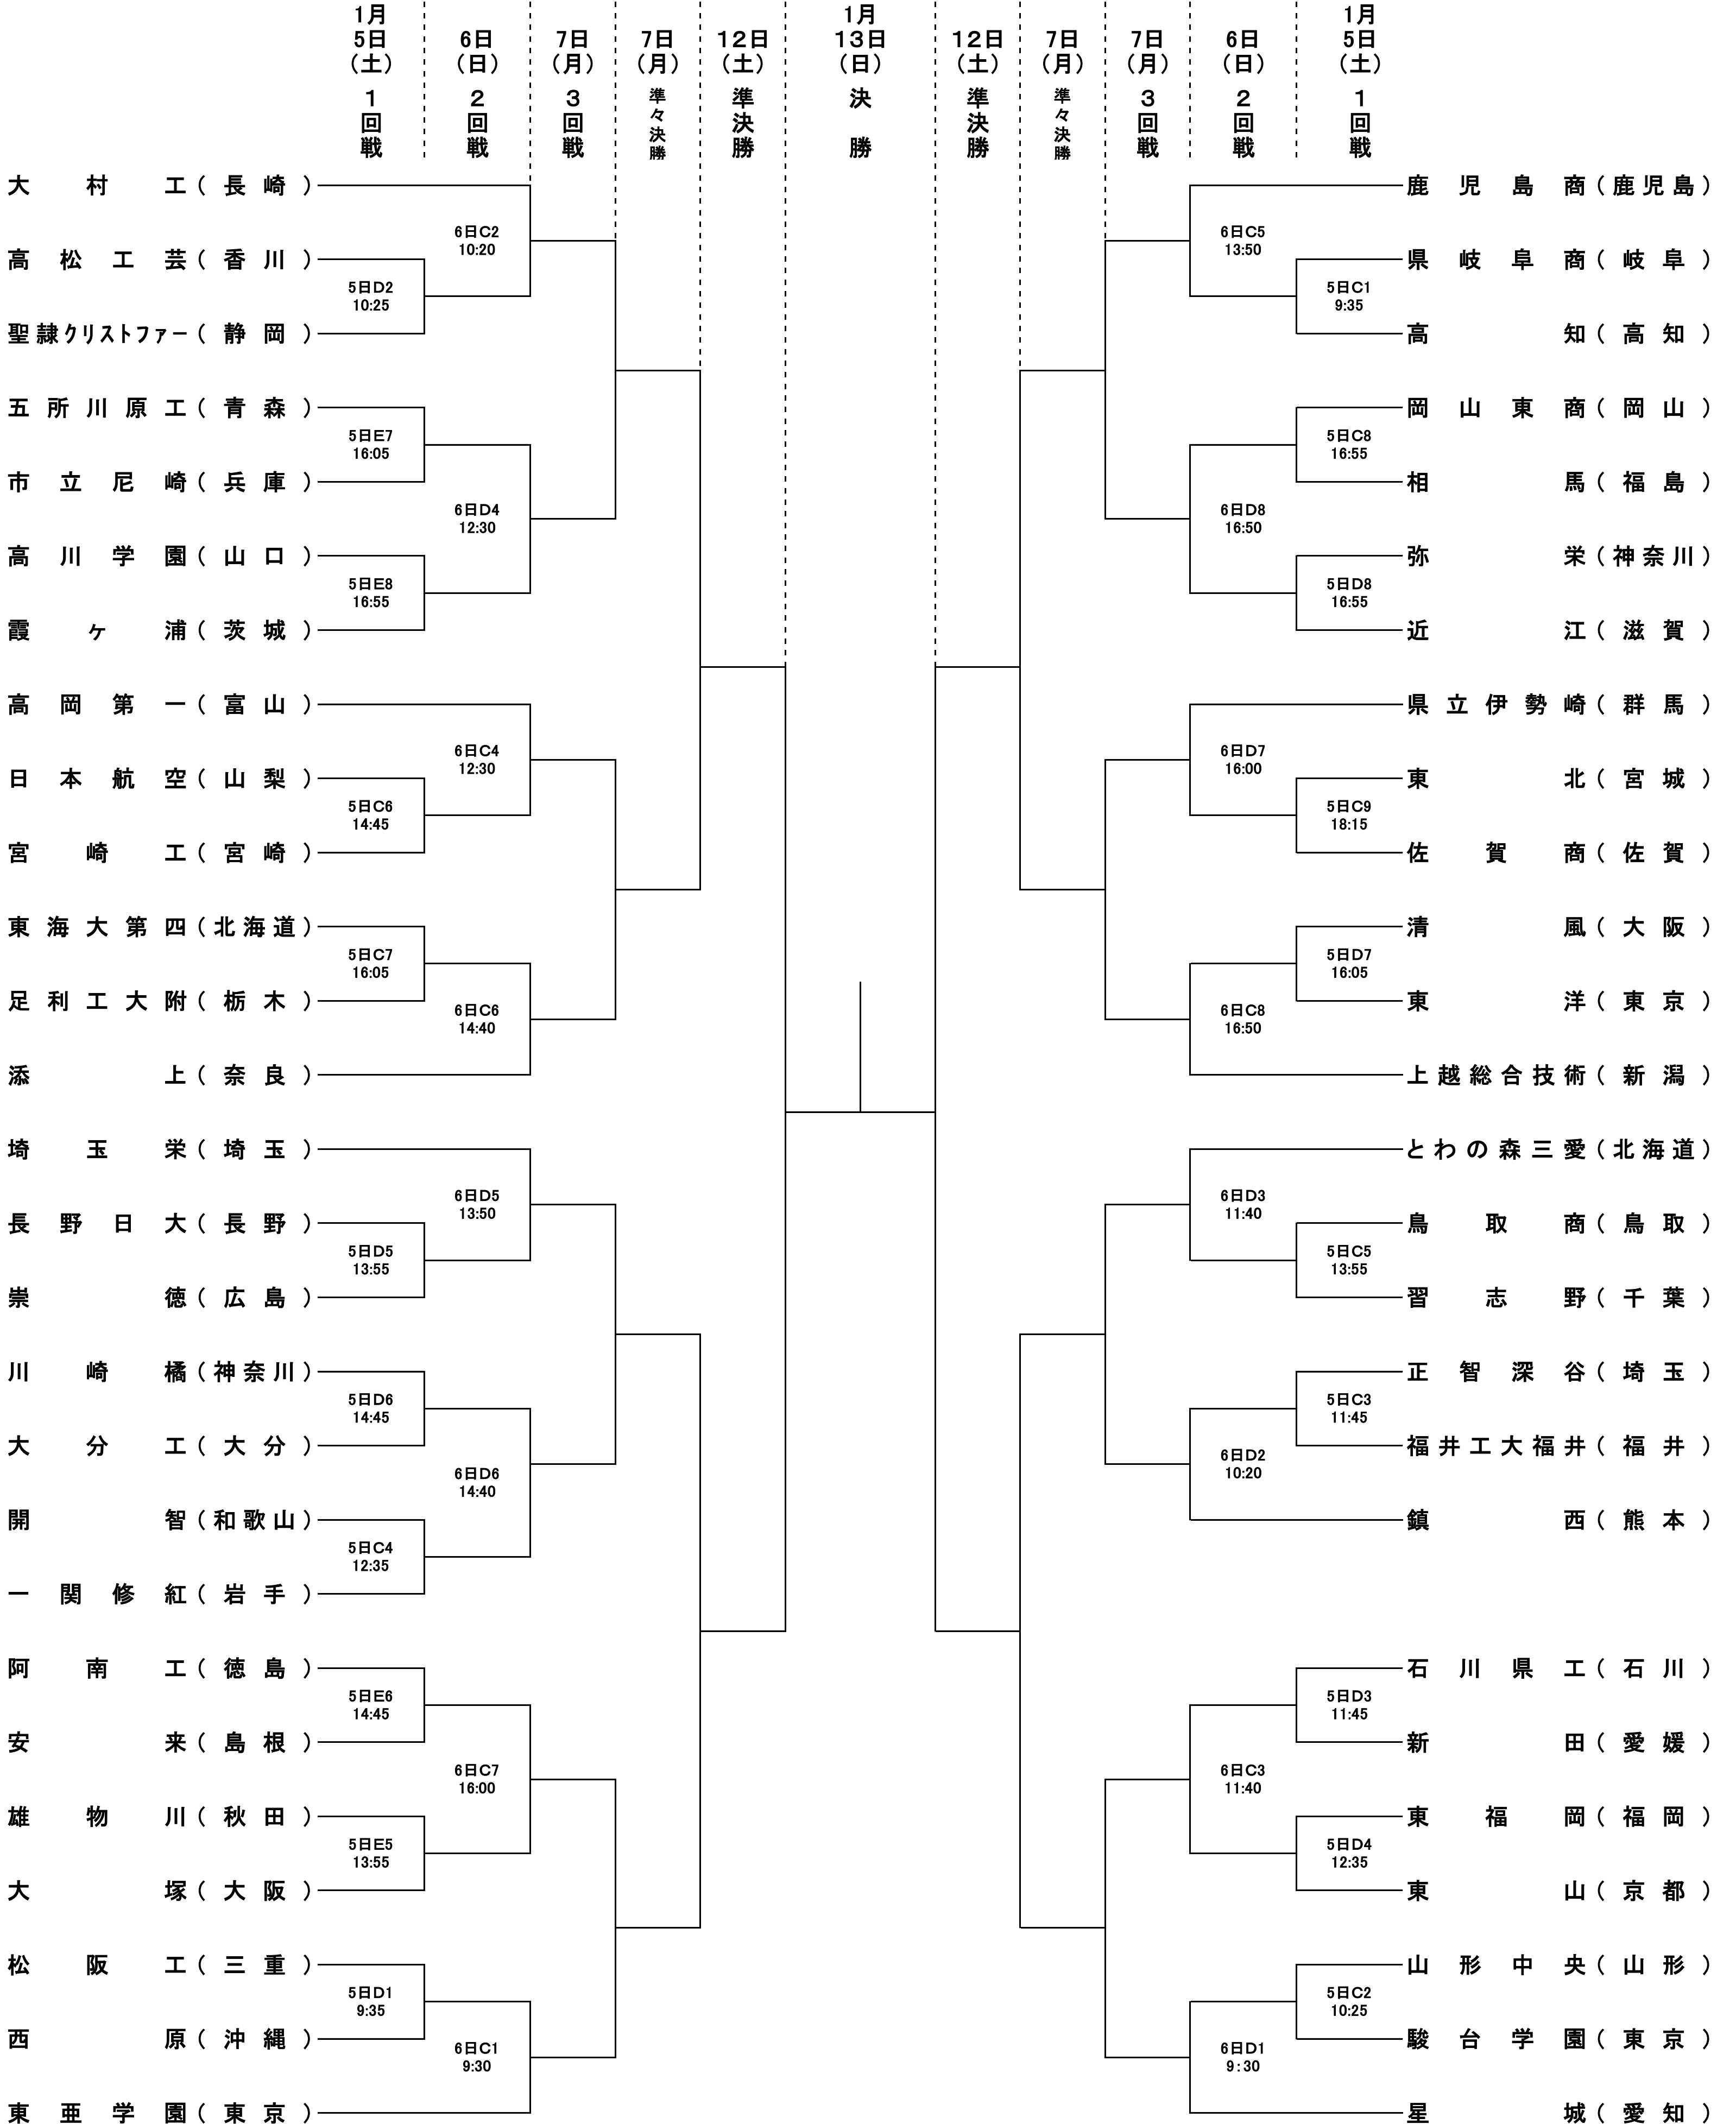 1月 5日 (土) 1回戦
6日 (日) 2回戦
7日 (月) 3回戦
7日 (月) 準々決勝
12日 (土) 準決勝
1月 13日 (日) 決勝
12日 (土) 準決勝
7日 (月) 準々決勝
7日 (月) 3回戦
6日 (日) 2回戦
1月 5日 (土) 1回戦
大村工(長崎)
6日C2
10:20
高松工芸(香川)
5日D2
10:25
聖隷クリストファー(静岡)
五所川原工(青森)
5日E7
16:05
市立尼崎(兵庫)
6日D4
12:30
高川学園(山口)
5日E8
16:55
霞ヶ浦(茨城)
高岡第一(富山)
6日C4
12:30
日本航空(山梨)
5日C6
14:45
宮崎工(宮崎)
東海大第四(北海道)
5日C7
16:05
足利工大附(栃木)
6日C6
14:40
添上(奈良)
埼玉栄(埼玉)
6日D5
13:50
長野日大(長野)
5日D5
13:55
崇徳(広島)
川崎橘(神奈川)
5日D6
14:45
大分工(大分)
6日D6
14:40
開智(和歌山)
5日C4
12:35
一関修紅(岩手)
阿南工(徳島)
5日E6
14:45
安来(島根)
6日C7
16:00
雄物川(秋田)
5日E5
13:55
大塚(大阪)
松阪工(三重)
5日D1
9:35
西原(沖縄)
6日C1
9:30
東亜学園(東京)
鹿児島商(鹿児島)
6日C5
13:50
県岐阜商(岐阜)
5日C1
9:35
高知(高知)
岡山東商(岡山)
5日C8
16:55
相馬(福島)
6日D8
16:50
弥栄(神奈川)
5日D8
16:55
近江(滋賀)
県立伊勢崎(群馬)
6日D7
16:00
東北(宮城)
5日C9
18:15
佐賀商(佐賀)
清風(大阪)
5日D7
16:05
東洋(東京)
6日C8
16:50
上越総合技術(新潟)
とわの森三愛(北海道)
6日D3
11:40
鳥取商(鳥取)
5日C5
13:55
習志野(千葉)
正智深谷(埼玉)
5日C3
11:45
福井工大福井(福井)
6日D2
10:20
鎮西(熊本)
石川県工(石川)
5日D3
11:45
新田(愛媛)
6日C3
11:40
東福岡(福岡)
5日D4
12:35
東山(京都)
山形中央(山形)
5日C2
10:25
駿台学園(東京)
6日D1
9:30
星城(愛知)